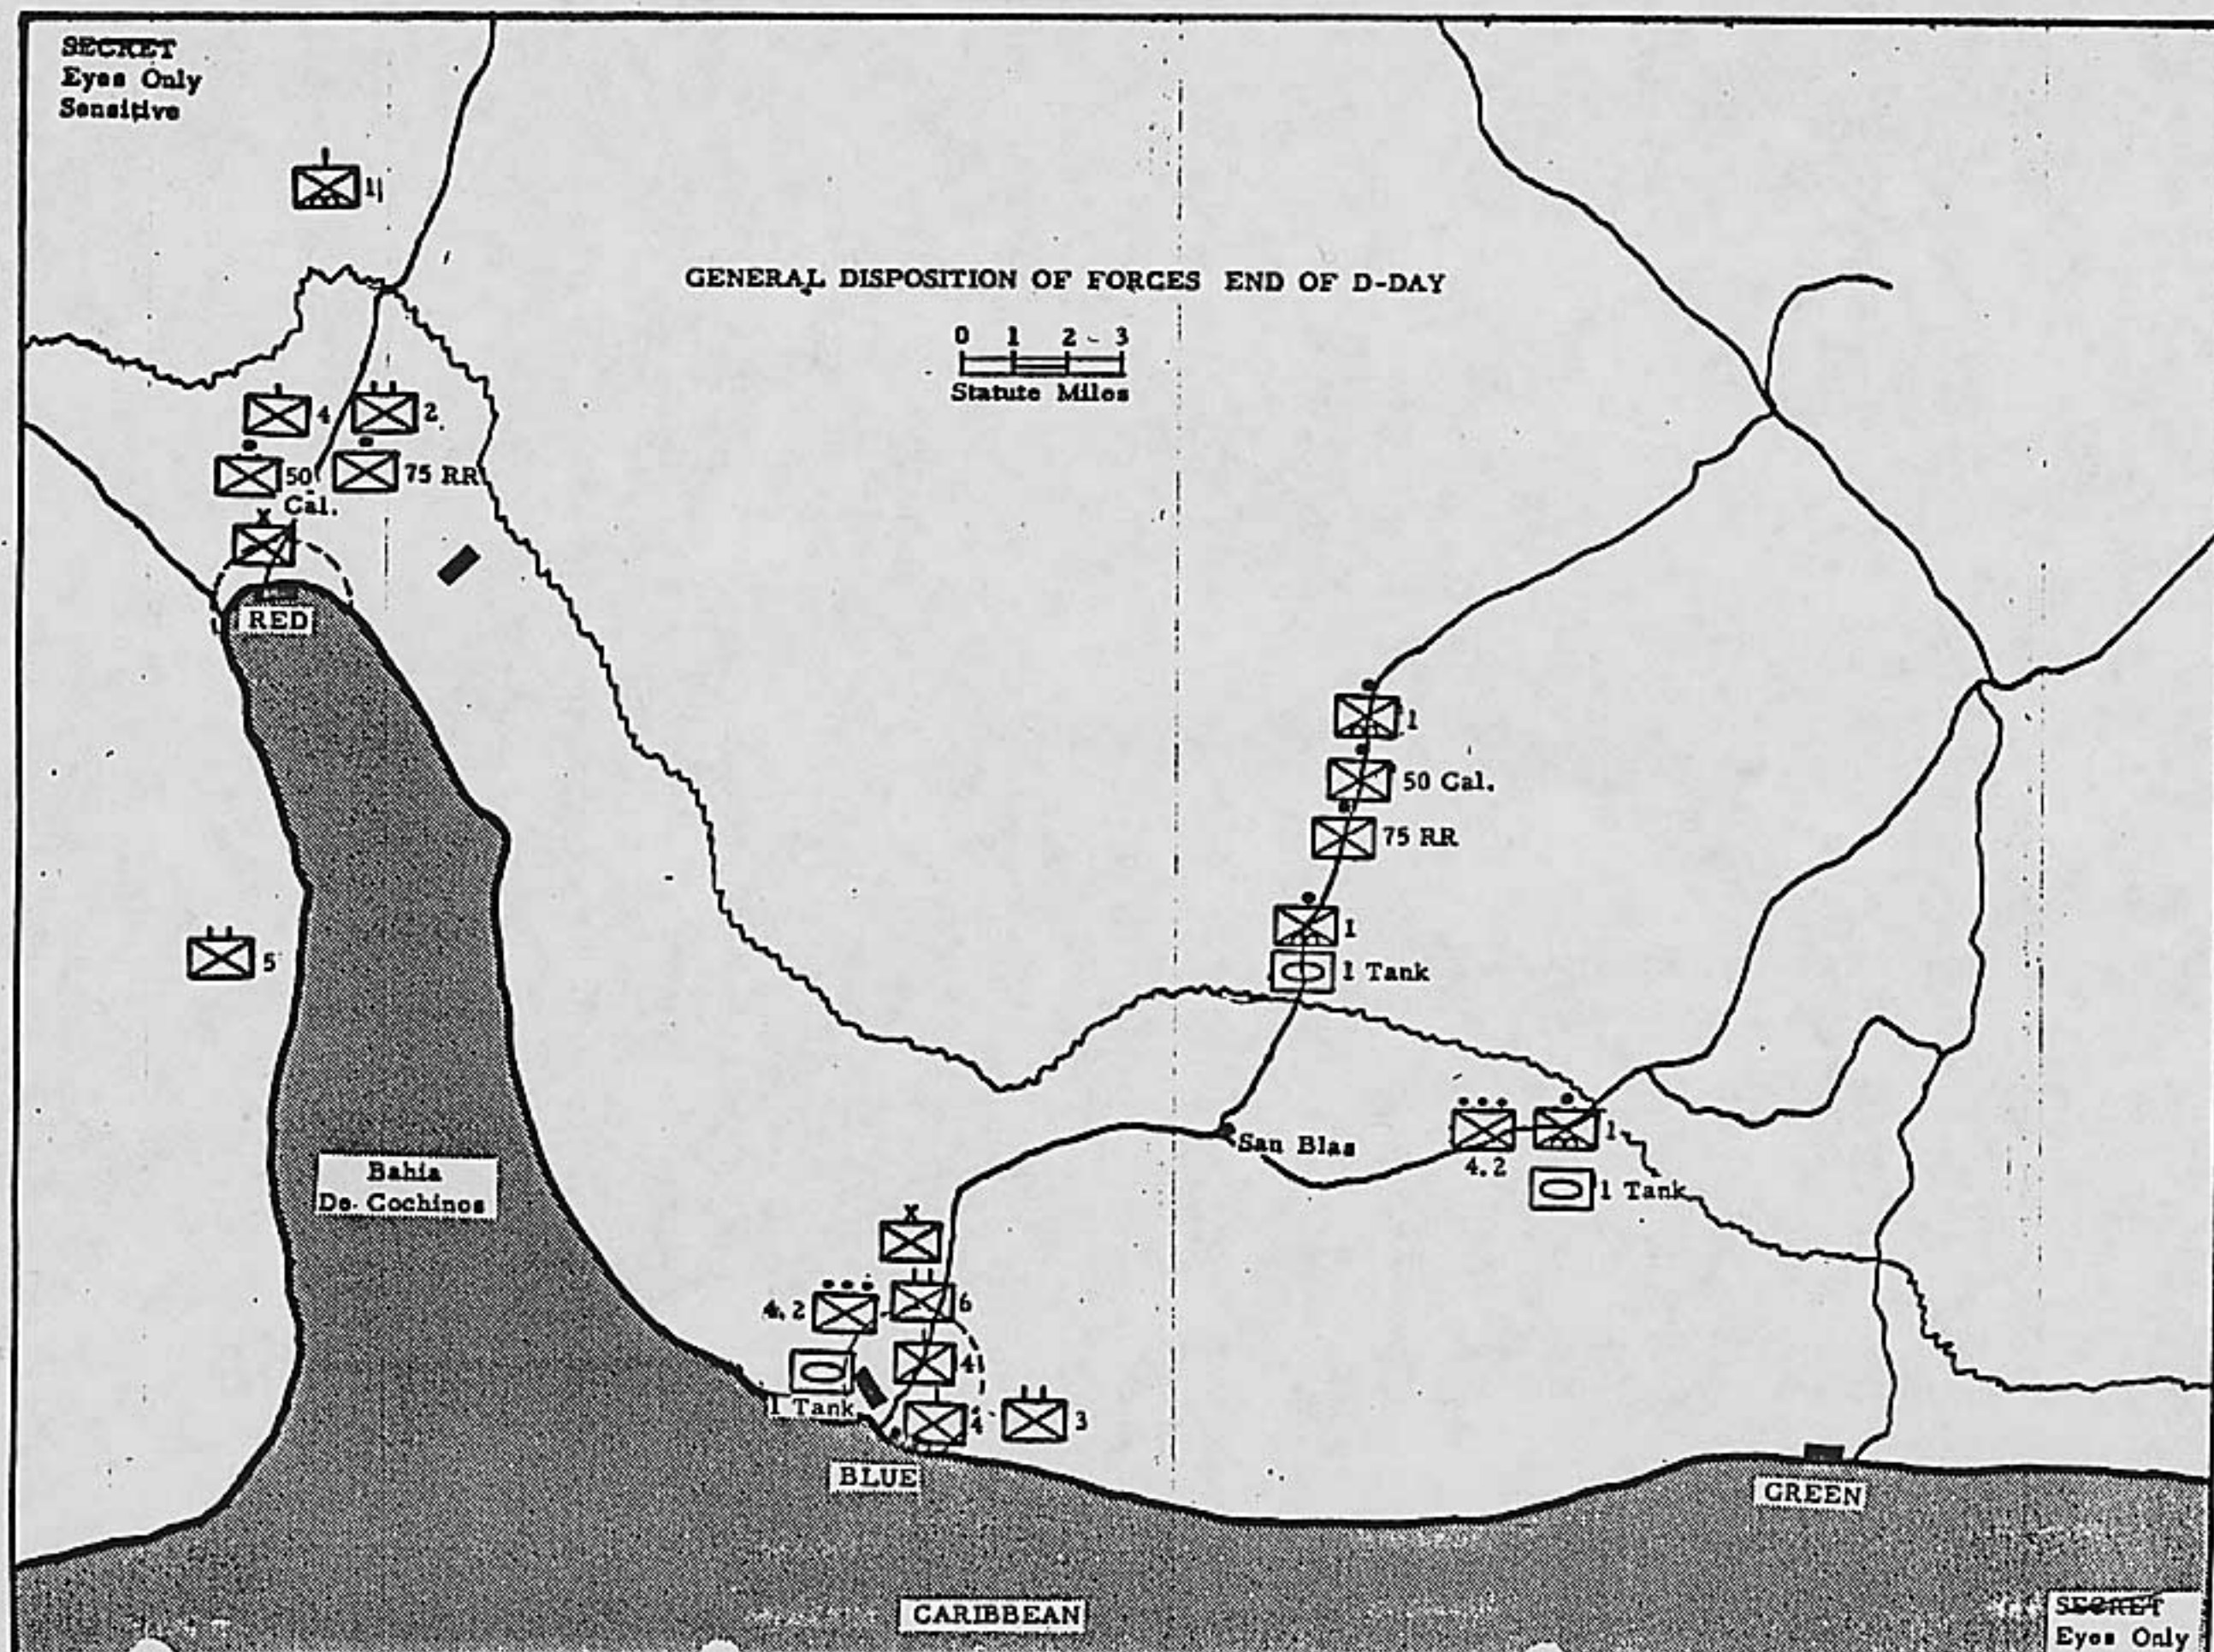 SECRET
Eyes Only
Sensitive
1
GENERAL DISPOSITION OF FORCES END OF D-DAY
0 1 2 3
Statute Miles
4
2
50
Cal.
75 RR
X
RED
1
50 Cal.
75 RR
5
1
1 Tank
San Blas
4.2
1
1 Tank
Bahia
De Cochinos
X
4.2
6
4
1 Tank
4
3
BLUE
GREEN
CARIBBEAN
SECRET
Eyes Only